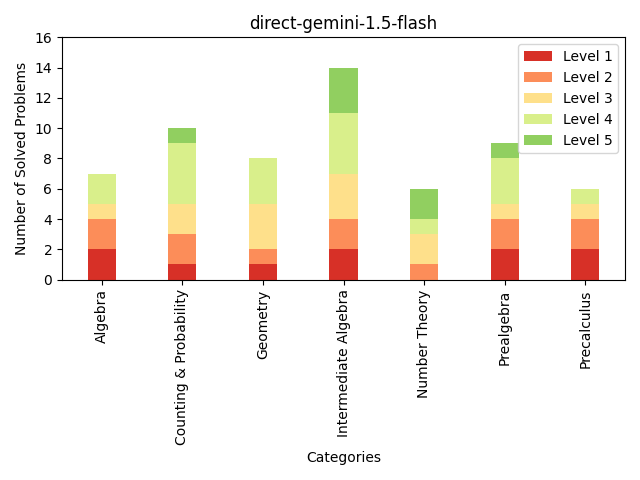 direct-gemini-1.5-flash
Number of Solved Problems
16
14
12
10
8
6
4
2
0
Level 1
Level 2
Level 3
Level 4
Level 5
Algebra
Counting & Probability
Geometry
Intermediate Algebra
Number Theory
Prealgebra
Precalculus
Categories